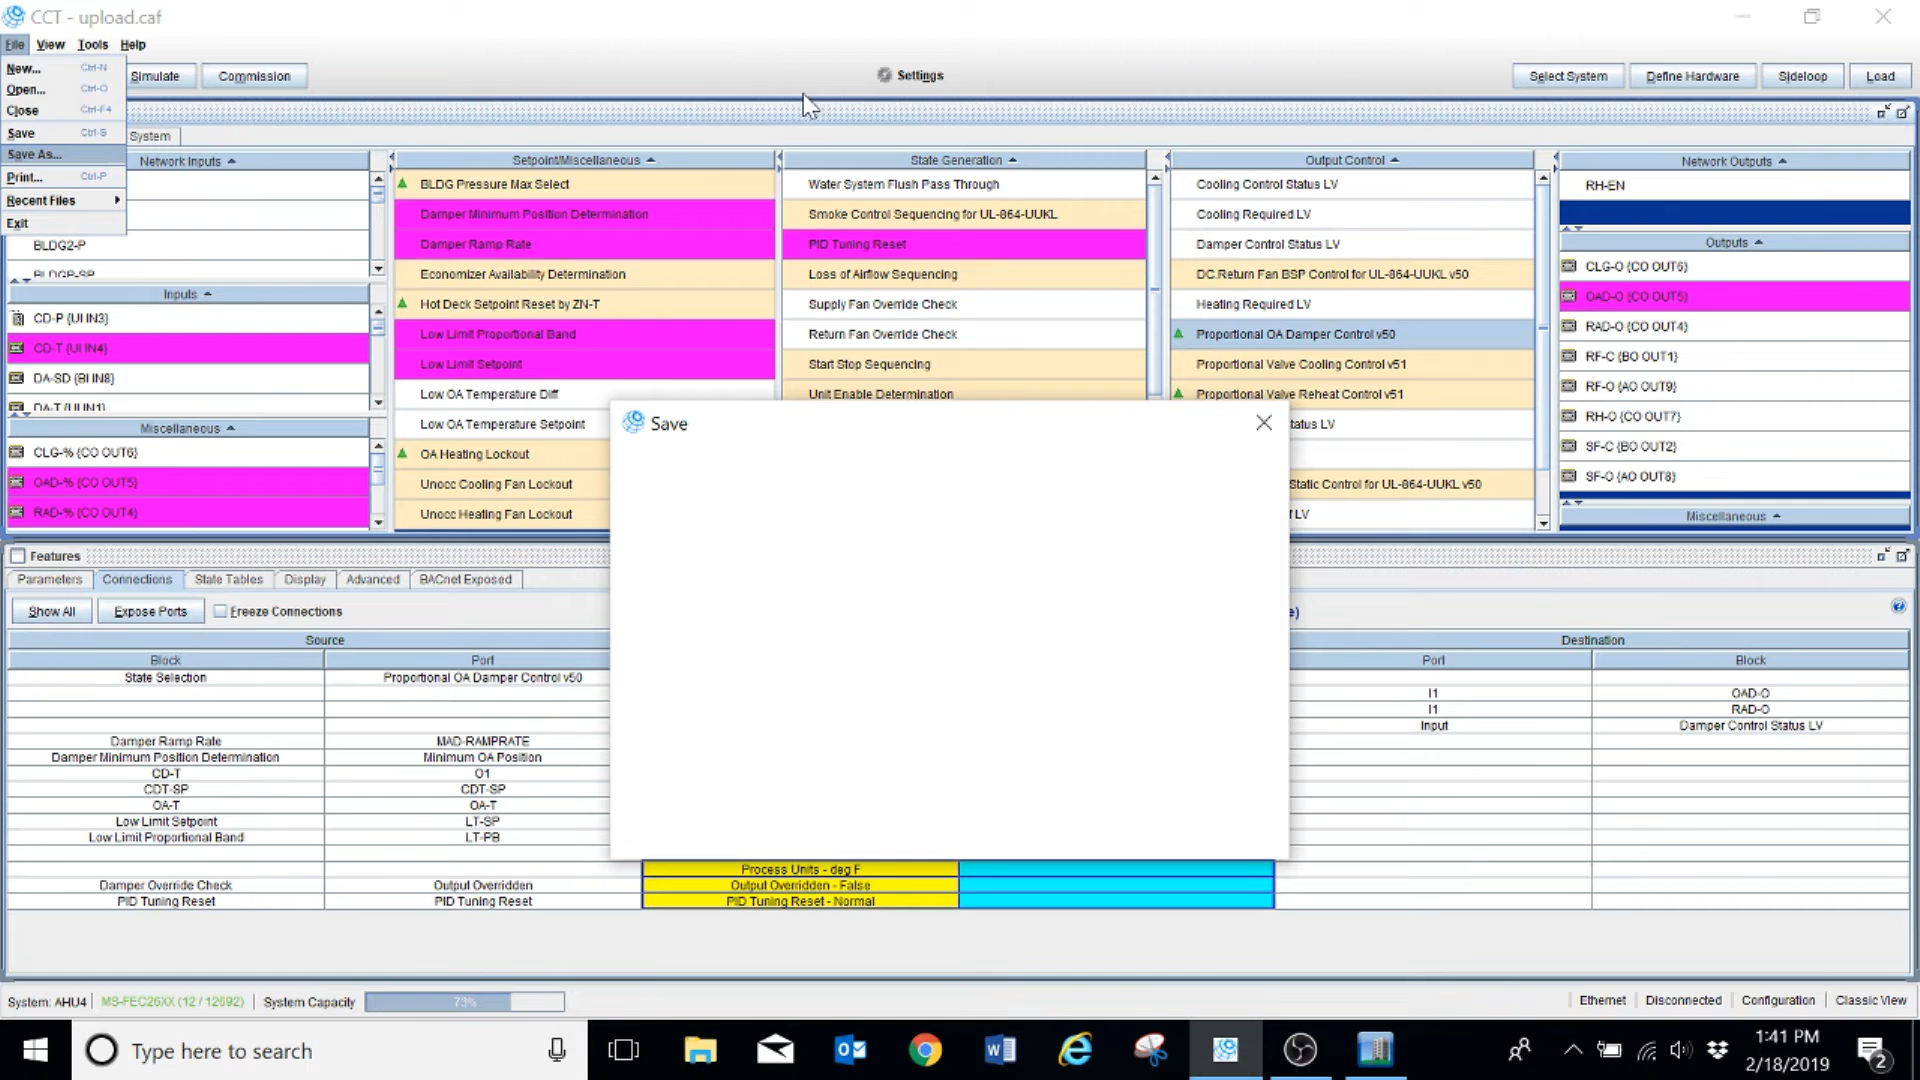 CCT - upload.caf
File View Tools Help
New... Ctrl-N
Open... Ctrl-O
Close Ctrl-F4
Save Ctrl-S
Save As...
Print... Ctrl-P
Recent Files
Exit
Simulate
Commission
Settings
Select System
Define Hardware
Sideloop
Load
System
Network Inputs
BLDG2-P
BLDGP-SP
Inputs
CD-P {UI IN3}
CD-T {UI IN4}
DA-SD {BI IN8}
DA-T {UI IN1}
Miscellaneous
CLG-% {CO OUT6}
OAD-% {CO OUT5}
RAD-% {CO OUT4}
Setpoint/Miscellaneous
BLDG Pressure Max Select
Damper Minimum Position Determination
Damper Ramp Rate
Economizer Availability Determination
Hot Deck Setpoint Reset by ZN-T
Low Limit Proportional Band
Low Limit Setpoint
Low OA Temperature Diff
Low OA Temperature Setpoint
OA Heating Lockout
Unocc Cooling Fan Lockout
Unocc Heating Fan Lockout
State Generation
Water System Flush Pass Through
Smoke Control Sequencing for UL-864-UUKL
PID Tuning Reset
Loss of Airflow Sequencing
Supply Fan Override Check
Return Fan Override Check
Start Stop Sequencing
Unit Enable Determination
Output Control
Cooling Control Status LV
Cooling Required LV
Damper Control Status LV
DC.Return Fan BSP Control for UL-864-UUKL v50
Heating Required LV
Proportional OA Damper Control v50
Proportional Valve Cooling Control v51
Proportional Valve Reheat Control v51
tatus LV
Static Control for UL-864-UUKL v50
f LV
Network Outputs
RH-EN
Outputs
CLG-O {CO OUT6}
OAD-O {CO OUT5}
RAD-O {CO OUT4}
RF-C {BO OUT1}
RF-O {AO OUT9}
RH-O {CO OUT7}
SF-C {BO OUT2}
SF-O {AO OUT8}
Miscellaneous
Save
Features
Parameters Connections State Tables Display Advanced BACnet Exposed
Show All Expose Ports Freeze Connections
e)
Source
Destination
Block Port
Port Block
State Selection Proportional OA Damper Control v50
I1 OAD-O
I1 RAD-O
Input Damper Control Status LV
Damper Ramp Rate MAD-RAMPRATE
Damper Minimum Position Determination Minimum OA Position
CD-T O1
CDT-SP CDT-SP
OA-T OA-T
Low Limit Setpoint LT-SP
Low Limit Proportional Band LT-PB
Process Units - deg F
Damper Override Check Output Overridden Output Overridden - False
PID Tuning Reset PID Tuning Reset PID Tuning Reset - Normal
System: AHU4 MS-FEC26XX (12 / 12692) System Capacity 73%
Ethernet Disconnected Configuration Classic View
Type here to search
1:41 PM
2/18/2019
2